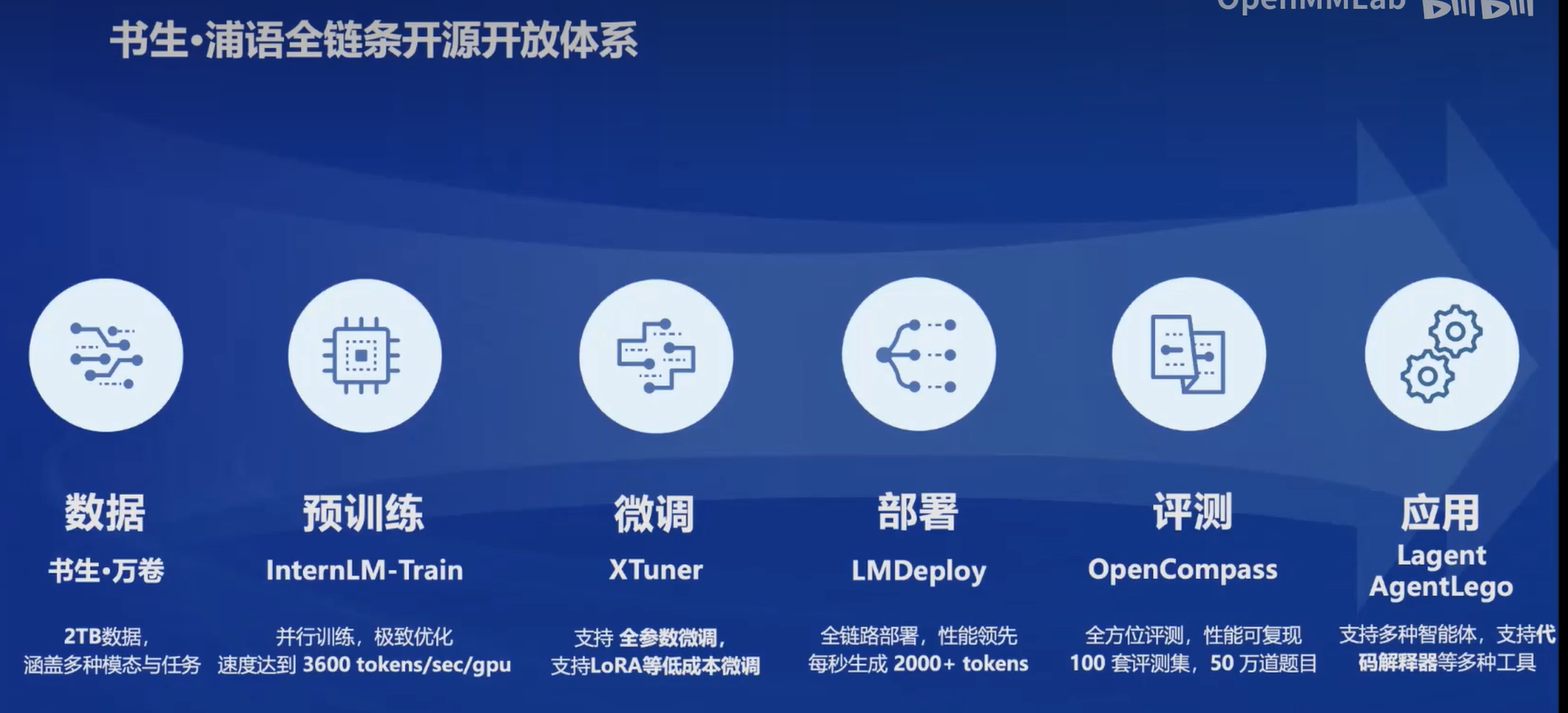 OpenMMLab bilibili
书生•浦语全链条开源开放体系
数据
书生•万卷
2TB数据，
涵盖多种模态与任务
预训练
InternLM-Train
并行训练，极致优化
速度达到 3600 tokens/sec/gpu
微调
XTuner
支持 全参数微调，
支持LoRA等低成本微调
部署
LMDeploy
全链路部署，性能领先
每秒生成 2000+ tokens
评测
OpenCompass
全方位评测，性能可复现
100 套评测集，50 万道题目
应用
Lagent
AgentLego
支持多种智能体，支持代
码解释器等多种工具